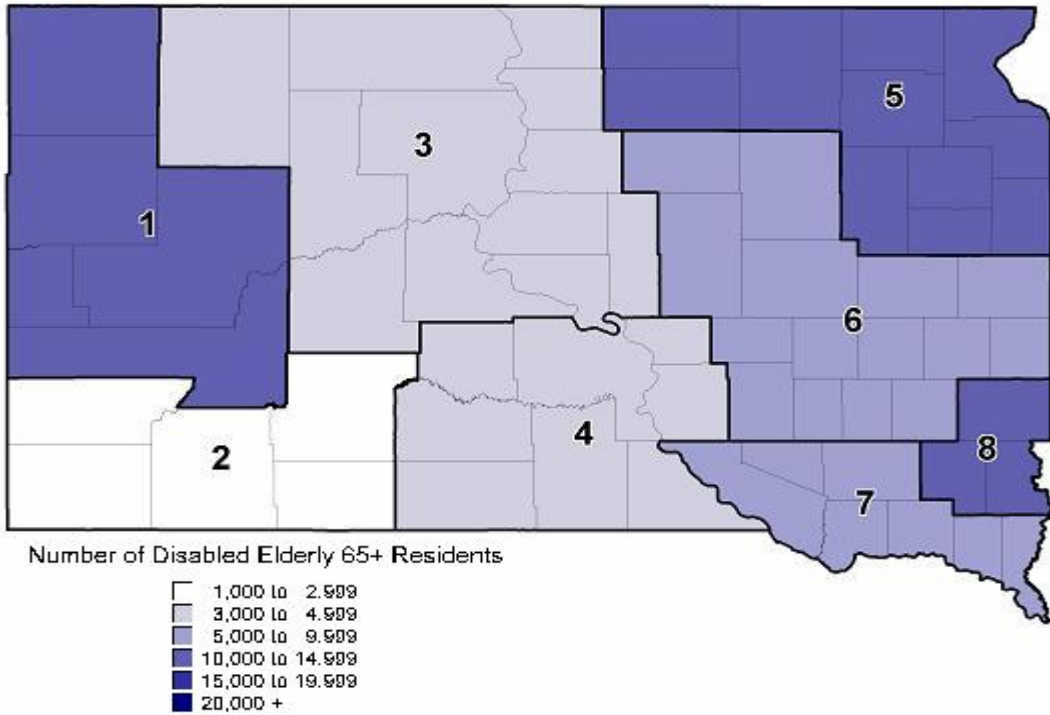 5
3
1
6
4
8
2
7
Number of Disabled Elderly 65+ Residents
1,000 to 2.999
3,000 to 4.999
5,000 to 9.999
10,000 to 14.999
15,000 to 19.999
20,000 +